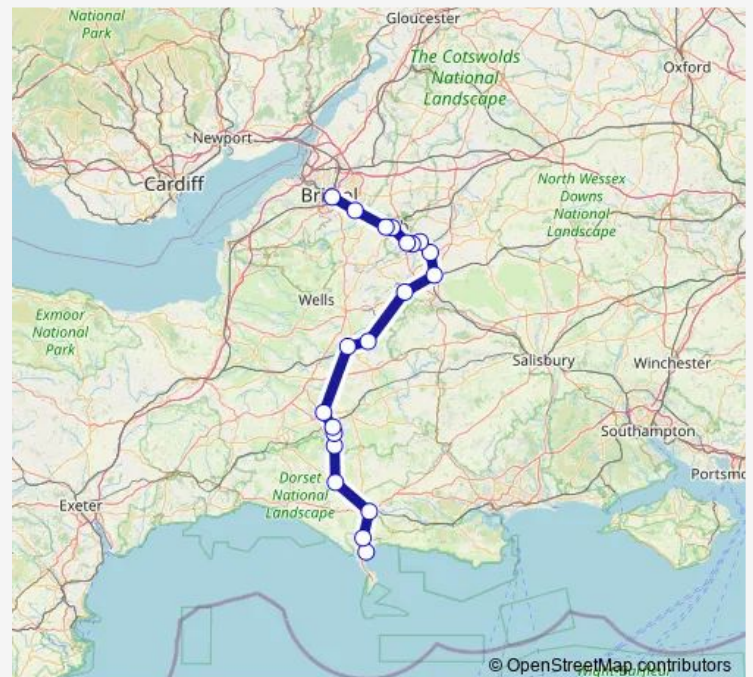 National
Park
Gloucester
The Cotswolds
National
Landscape
Oxford
Newport
Cardiff
Bristol
North Wessex
Downs
National
Landscape
Wells
Exmoor
National
Park
Salisbury
Winchester
Southampton
Portsmo
Dorset
National
Landscape
Exeter
© OpenStreetMap contributors